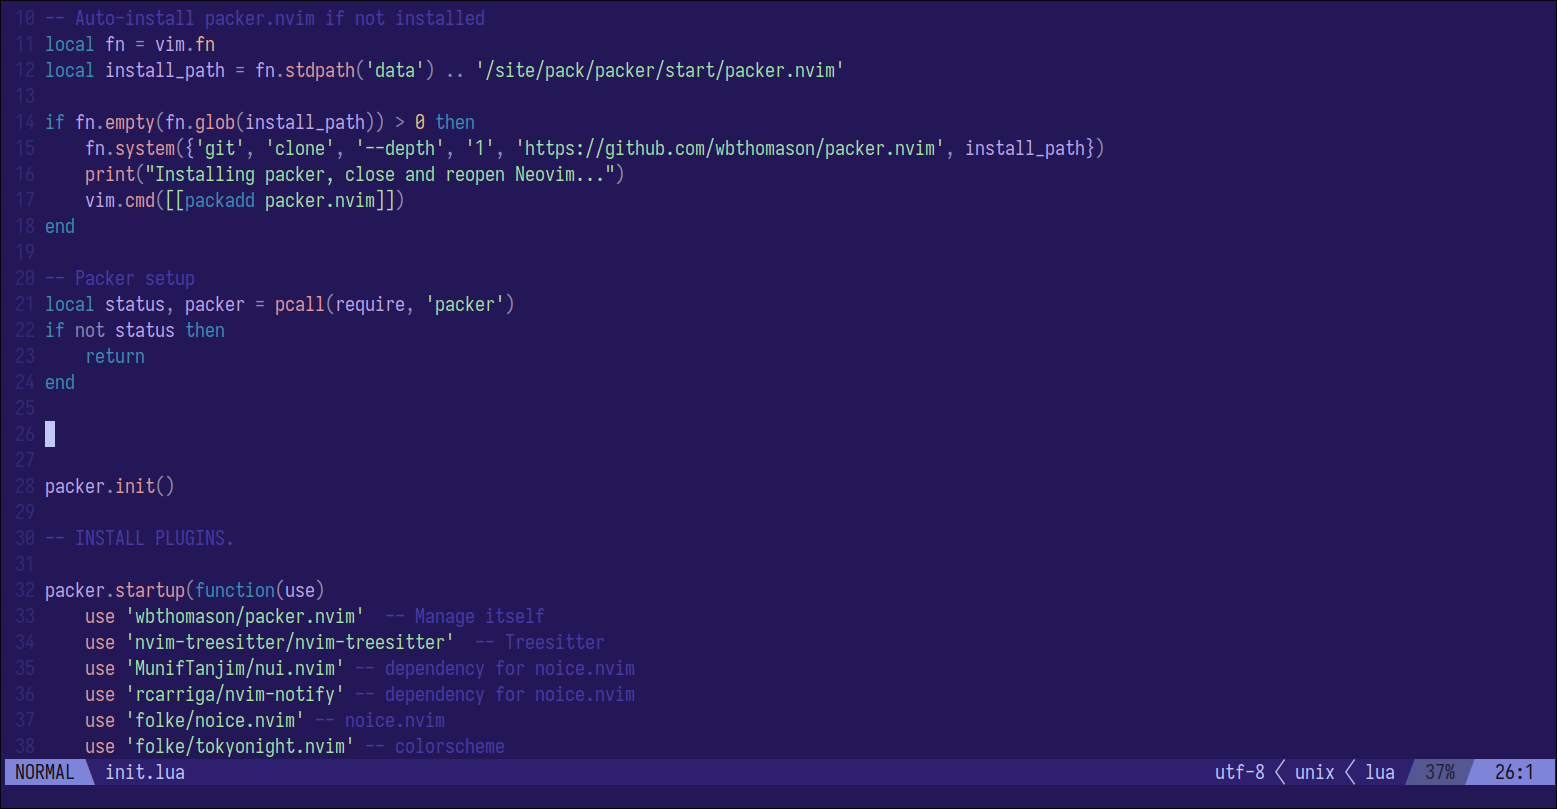 10 -- Auto-install packer.nvim if not installed
11 local fn = vim.fn
12 local install_path = fn.stdpath('data') .. '/site/pack/packer/start/packer.nvim'
13
14 if fn.empty(fn.glob(install_path)) > 0 then
15     fn.system({'git', 'clone', '--depth', '1', 'https://github.com/wbthomason/packer.nvim', install_path})
16     print("Installing packer, close and reopen Neovim...")
17     vim.cmd([[packadd packer.nvim]])
18 end
19
20 -- Packer setup
21 local status, packer = pcall(require, 'packer')
22 if not status then
23     return
24 end
25
26
27
28 packer.init()
29
30 -- INSTALL PLUGINS.
31
32 packer.startup(function(use)
33     use 'wbthomason/packer.nvim'  -- Manage itself
34     use 'nvim-treesitter/nvim-treesitter'  -- Treesitter
35     use 'MunifTanjim/nui.nvim' -- dependency for noice.nvim
36     use 'rcarriga/nvim-notify' -- dependency for noice.nvim
37     use 'folke/noice.nvim' -- noice.nvim
38     use 'folke/tokyonight.nvim' -- colorscheme
NORMAL init.lua utf-8 unix lua 37% 26:1